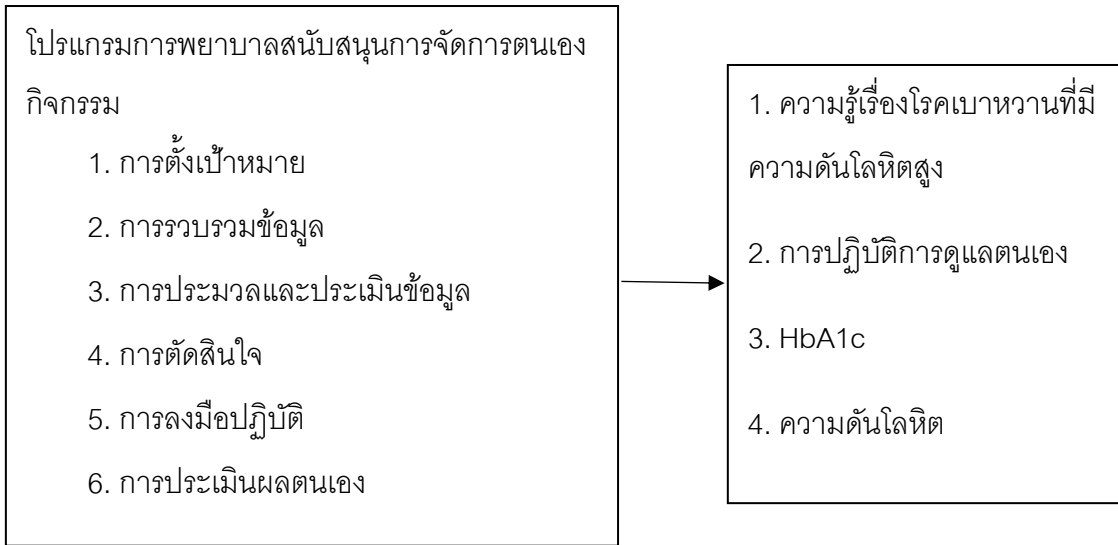 โปรแกรมการพยาบาลสนับสนุนการจัดการตนเอง
กิจกรรม
1. การตั้งเป้าหมาย
2. การรวบรวมข้อมูล
3. การประมวลและประเมินข้อมูล
4. การตัดสินใจ
5. การลงมือปฏิบัติ
6. การประเมินผลตนเอง
1. ความรู้เรื่องโรคเบาหวานที่มี
ความดันโลหิตสูง
2. การปฏิบัติการดูแลตนเอง
3. HbA1c
4. ความดันโลหิต